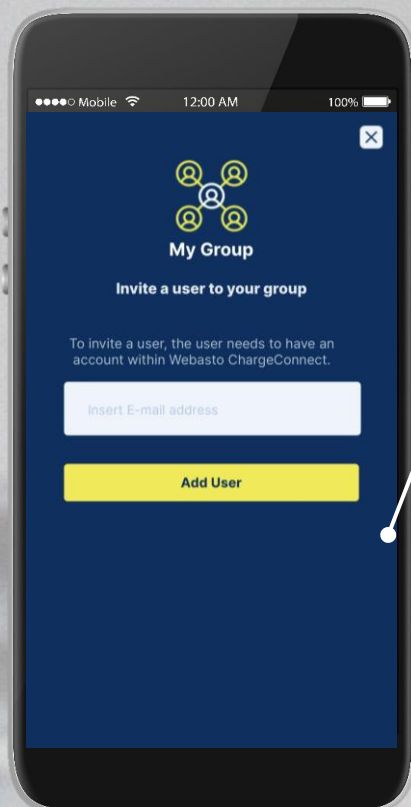 Mobile 12:00 AM 100%
My Group
Invite a user to your group
To invite a user, the user needs to have an
account within Webasto ChargeConnect.
Insert E-mail address
Add User